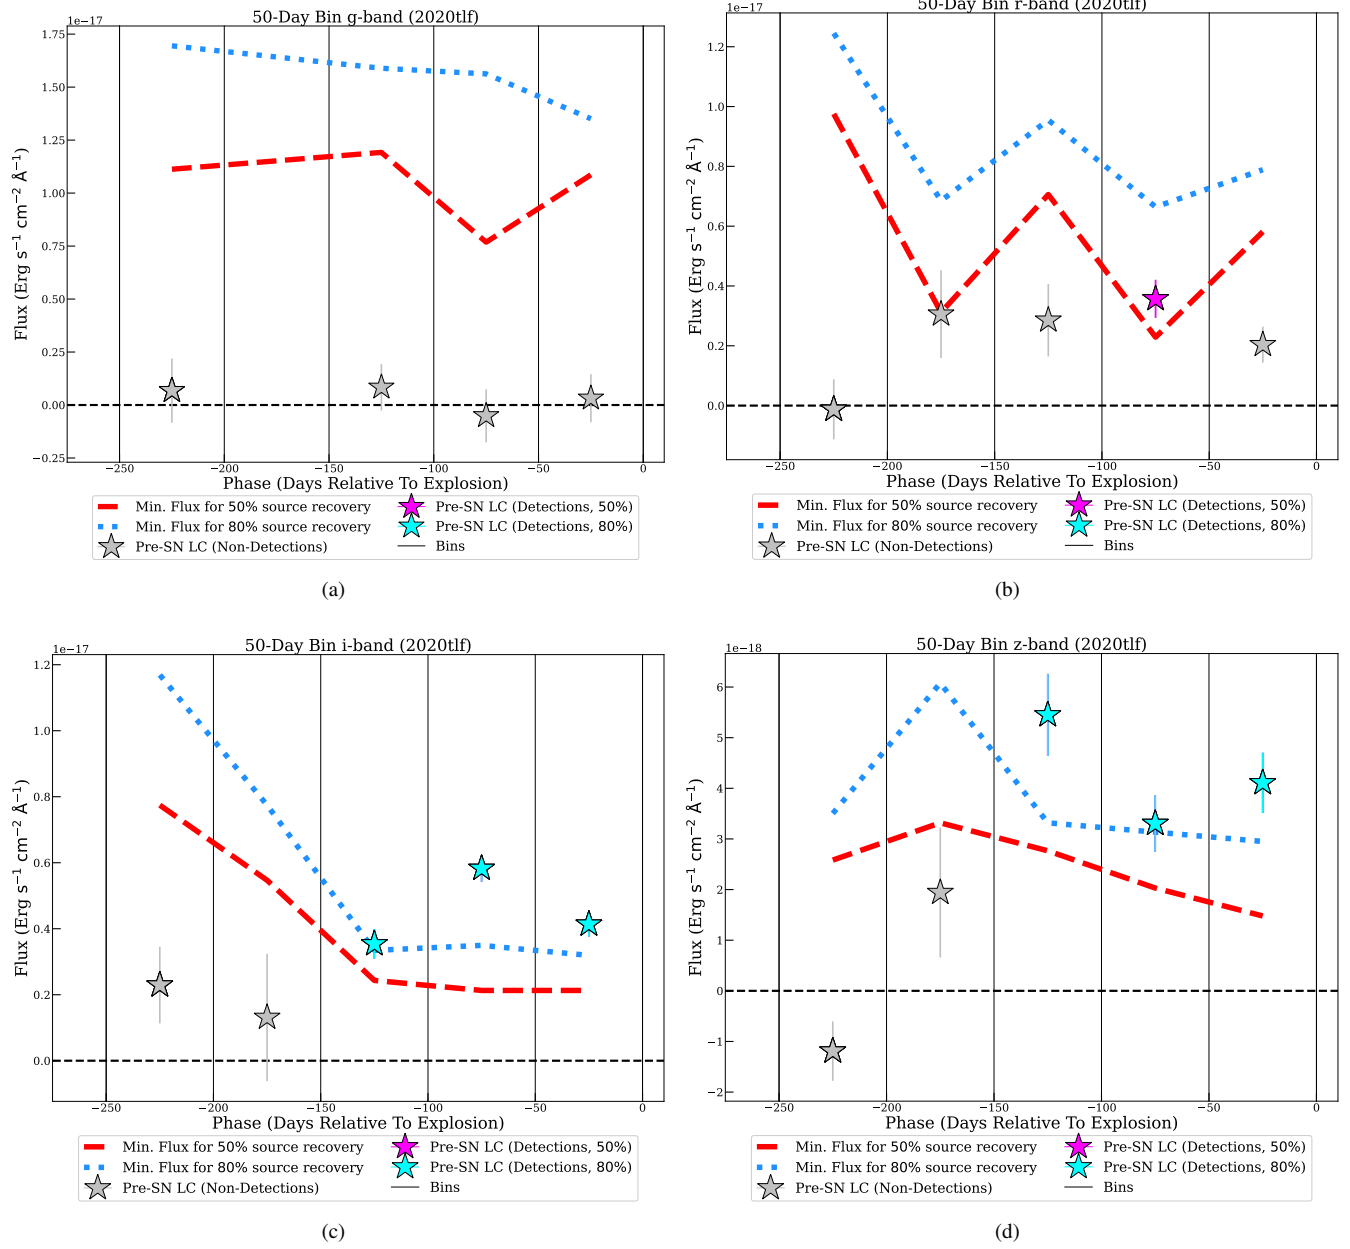 50-Day Bin g-band (2020tlf)
1e−17
1.75
1.50
1.25
1.00
0.75
0.50
0.25
0.00
−0.25
Flux (Erg s−1 cm−2 Å−1)
−250 −200 −150 −100 −50 0
Phase (Days Relative To Explosion)
Min. Flux for 50% source recovery
Min. Flux for 80% source recovery
Pre-SN LC (Non-Detections)
Pre-SN LC (Detections, 50%)
Pre-SN LC (Detections, 80%)
Bins
(a)
50-Day Bin r-band (2020tlf)
1e−17
1.2
1.0
0.8
0.6
0.4
0.2
0.0
Flux (Erg s−1 cm−2 Å−1)
−250 −200 −150 −100 −50 0
Phase (Days Relative To Explosion)
Min. Flux for 50% source recovery
Min. Flux for 80% source recovery
Pre-SN LC (Non-Detections)
Pre-SN LC (Detections, 50%)
Pre-SN LC (Detections, 80%)
Bins
(b)
50-Day Bin i-band (2020tlf)
1e−17
1.2
1.0
0.8
0.6
0.4
0.2
0.0
Flux (Erg s−1 cm−2 Å−1)
−250 −200 −150 −100 −50 0
Phase (Days Relative To Explosion)
Min. Flux for 50% source recovery
Min. Flux for 80% source recovery
Pre-SN LC (Non-Detections)
Pre-SN LC (Detections, 50%)
Pre-SN LC (Detections, 80%)
Bins
(c)
50-Day Bin z-band (2020tlf)
1e−18
6
5
4
3
2
1
0
−1
−2
Flux (Erg s−1 cm−2 Å−1)
−250 −200 −150 −100 −50 0
Phase (Days Relative To Explosion)
Min. Flux for 50% source recovery
Min. Flux for 80% source recovery
Pre-SN LC (Non-Detections)
Pre-SN LC (Detections, 50%)
Pre-SN LC (Detections, 80%)
Bins
(d)